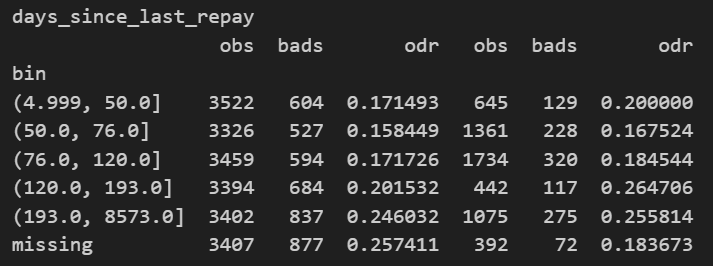 days_since_last_repay
obs bads odr obs bads odr
bin
(4.999, 50.0] 3522 604 0.171493 645 129 0.200000
(50.0, 76.0] 3326 527 0.158449 1361 228 0.167524
(76.0, 120.0] 3459 594 0.171726 1734 320 0.184544
(120.0, 193.0] 3394 684 0.201532 442 117 0.264706
(193.0, 8573.0] 3402 837 0.246032 1075 275 0.255814
missing 3407 877 0.257411 392 72 0.183673